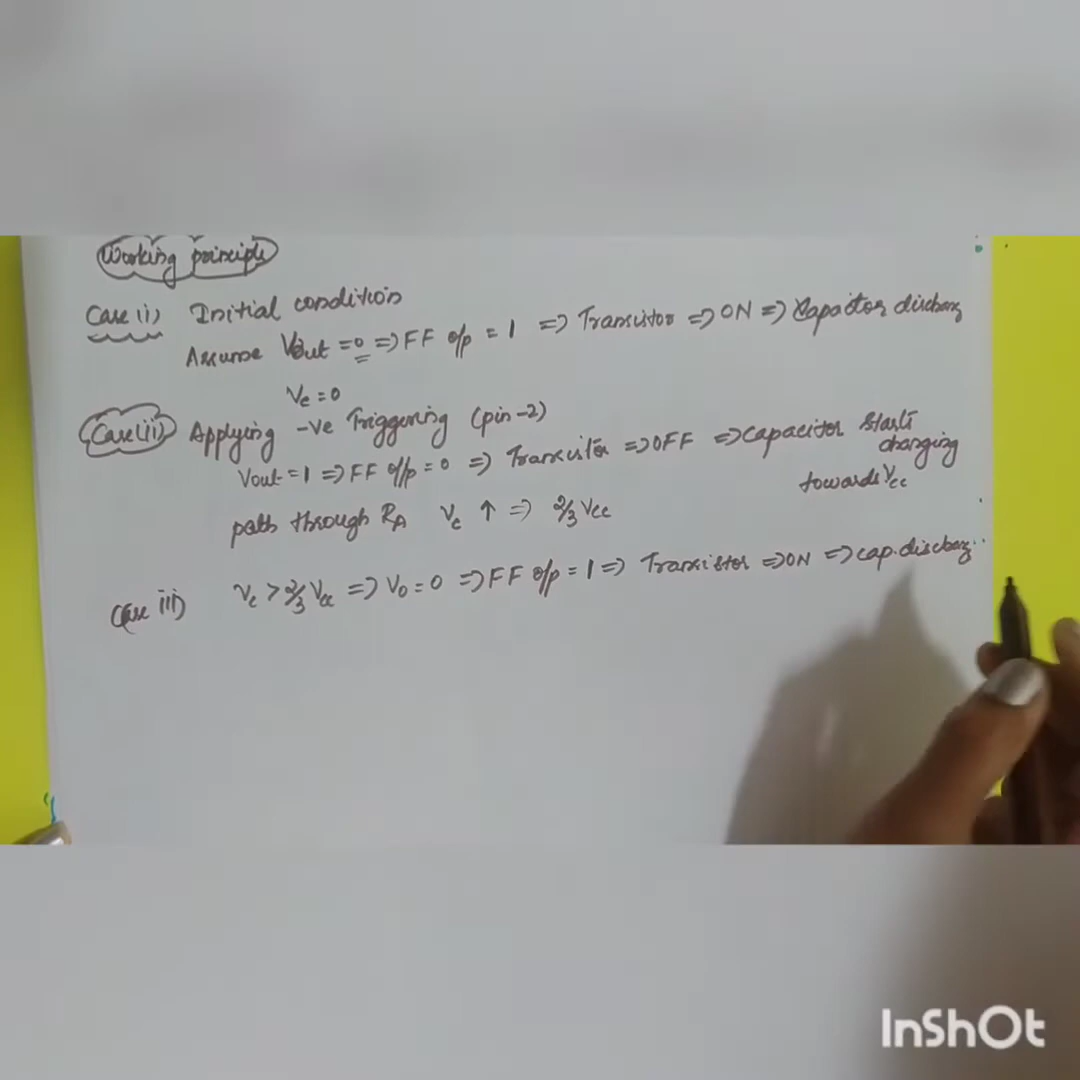 Working principle
Case (i) Initial condition
Assume Vout = 0 => FF o/p = 1 => Transistor => ON => Capacitor discharg
Vc = 0
Case (ii) Applying -ve Triggering (pin-2)
Vout = 1 => FF o/p = 0 => Transistor => OFF => Capacitor starts charging
path through RA Vc ↑ => 2/3 Vcc towards Vcc
Case iii) Vc > 2/3 Vcc => Vo = 0 => FF o/p = 1 => Transistor => ON => cap. discharg..
InShOt